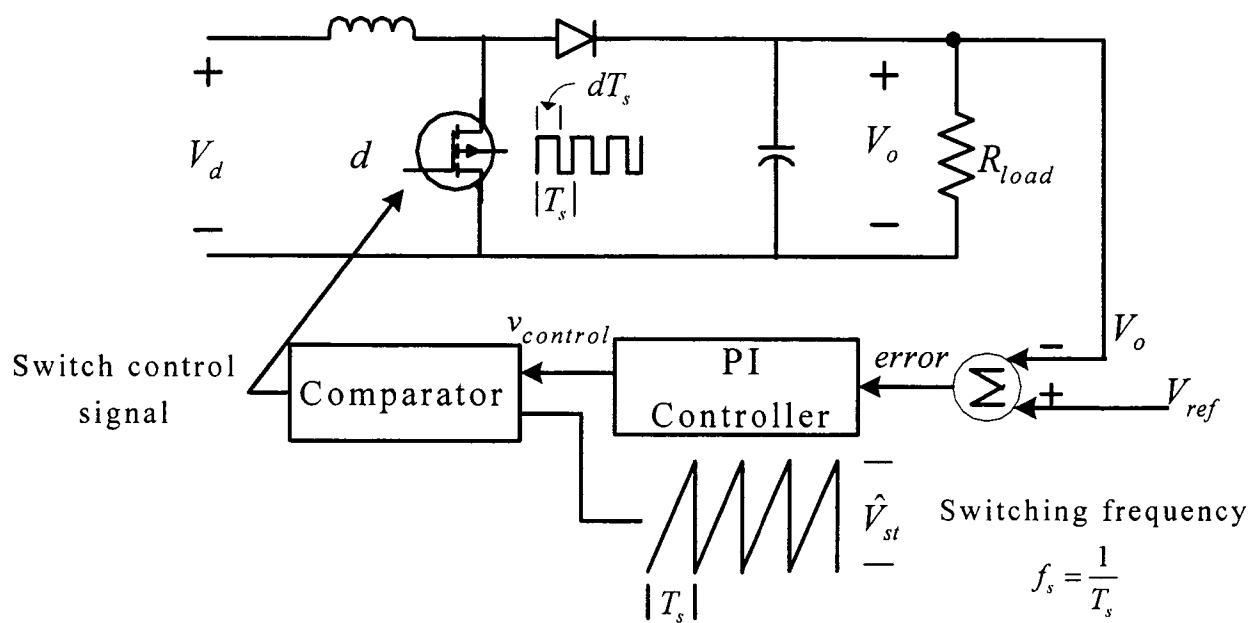 dT_s
+
+
V_d
d
V_o
R_load
|T_s|
−
−
v_control
V_o
−
Switch control
signal
Comparator
PI
Controller
error
Σ
+
V_ref
V̂_st
Switching frequency
|T_s|
f_s = 1/T_s